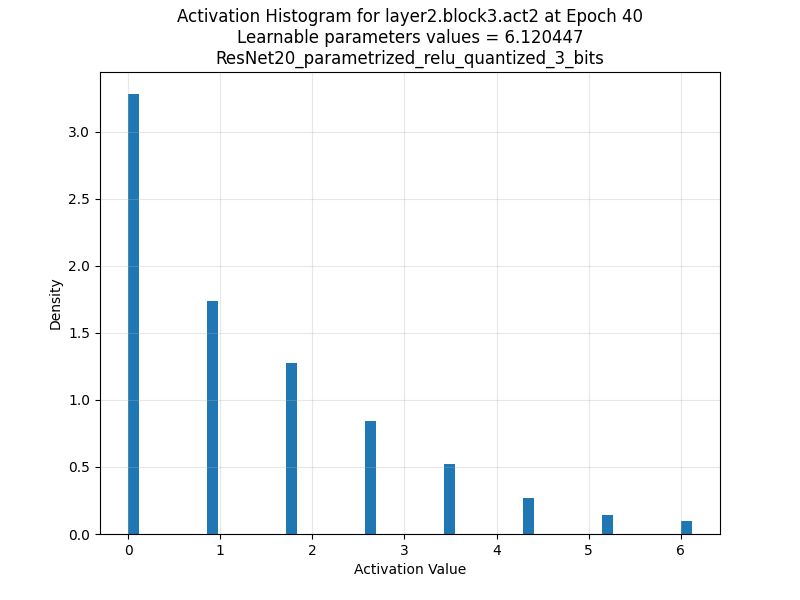 Activation Histogram for layer2.block3.act2 at Epoch 40
Learnable parameters values = 6.120447
ResNet20_parametrized_relu_quantized_3_bits
3.0
2.5
2.0
1.5
1.0
0.5
0.0
Density
0 1 2 3 4 5 6
Activation Value